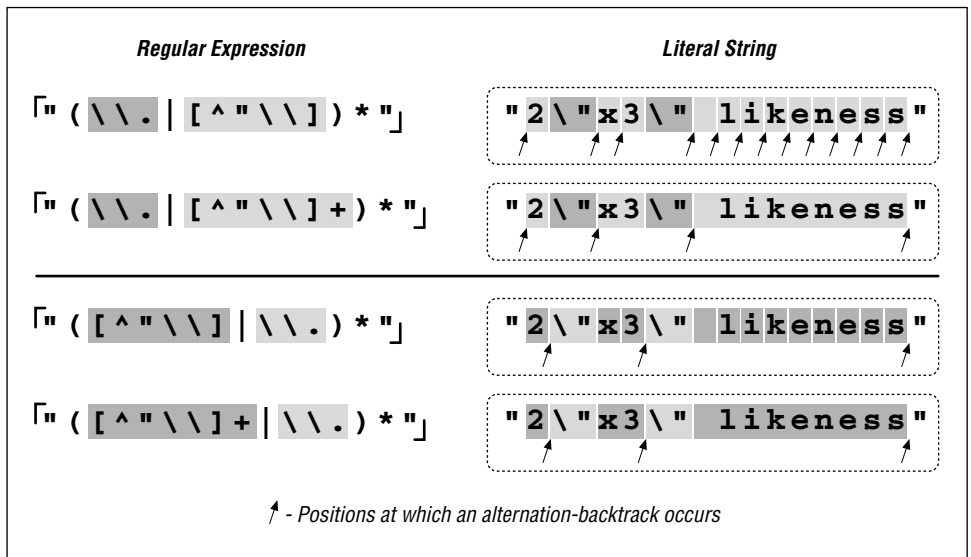 Regular Expression Literal String
「"(\\.|[^"\\])*"」 "2\"x3\" likeness"
「"(\\.|[^"\\]+)*"」 "2\"x3\" likeness"
「"([^"\\]|\\.)*"」 "2\"x3\" likeness"
「"([^"\\]+|\\.)*"」 "2\"x3\" likeness"
- Positions at which an alternation-backtrack occurs